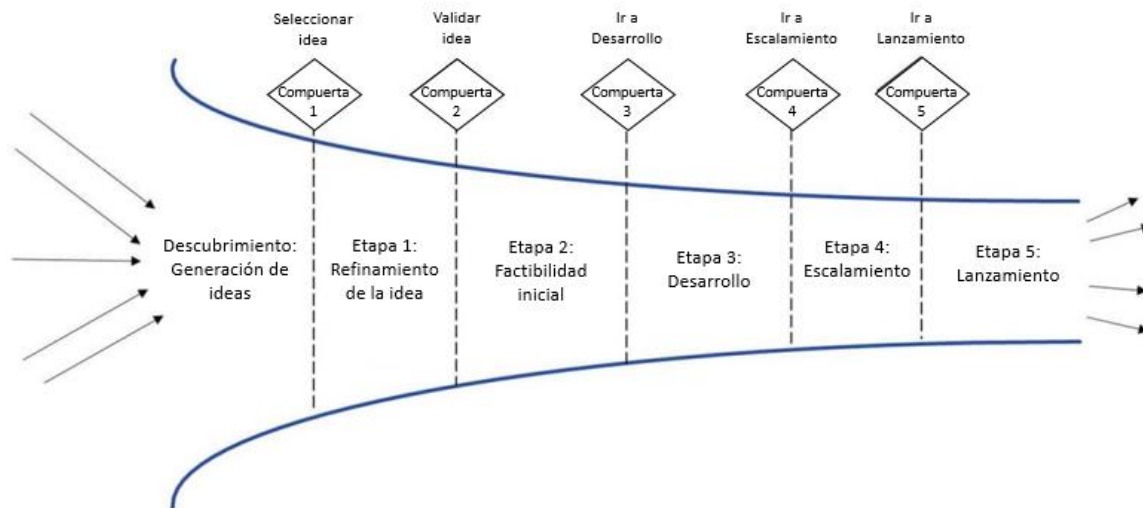 Seleccionar
idea
Validar
idea
Ir a
Desarrollo
Ir a
Escalamiento
Ir a
Lanzamiento
Compuerta
1
Compuerta
2
Compuerta
3
Compuerta
4
Compuerta
5
Descubrimiento:
Generación de
ideas
Etapa 1:
Refinamiento
de la idea
Etapa 2:
Factibilidad
inicial
Etapa 3:
Desarrollo
Etapa 4:
Escalamiento
Etapa 5:
Lanzamiento